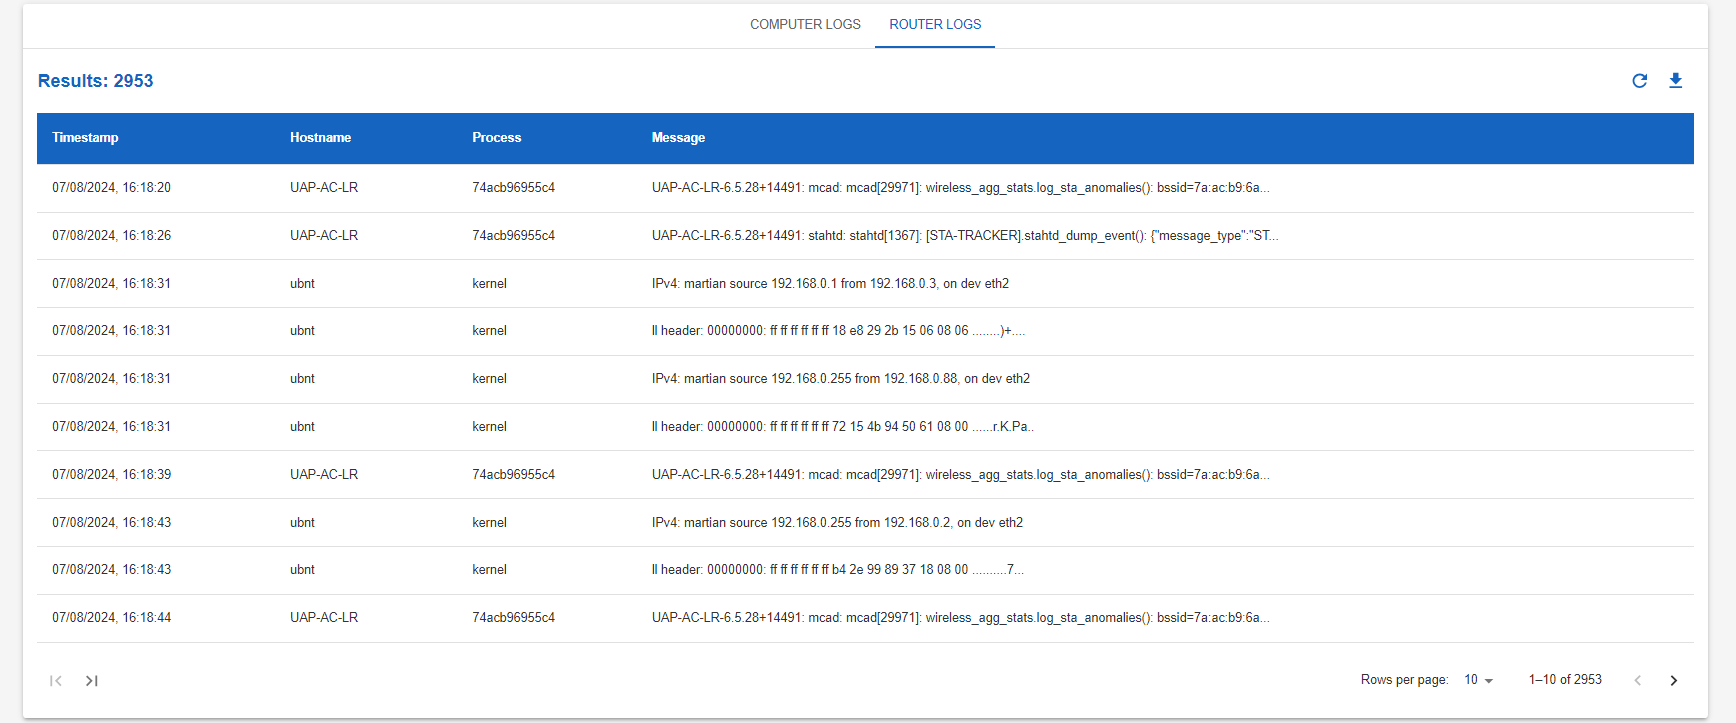 COMPUTER LOGS ROUTER LOGS
Results: 2953
Timestamp Hostname Process Message
07/08/2024, 16:18:20 UAP-AC-LR 74acb96955c4 UAP-AC-LR-6.5.28+14491: mcad: mcad[29971]: wireless_agg_stats.log_sta_anomalies(): bssid=7a:ac:b9:6a...
07/08/2024, 16:18:26 UAP-AC-LR 74acb96955c4 UAP-AC-LR-6.5.28+14491: stahtd: stahtd[1367]: [STA-TRACKER].stahtd_dump_event(): {"message_type":"ST...
07/08/2024, 16:18:31 ubnt kernel IPv4: martian source 192.168.0.1 from 192.168.0.3, on dev eth2
07/08/2024, 16:18:31 ubnt kernel ll header: 00000000: ff ff ff ff ff ff 18 e8 29 2b 15 06 08 06 ........)+....
07/08/2024, 16:18:31 ubnt kernel IPv4: martian source 192.168.0.255 from 192.168.0.88, on dev eth2
07/08/2024, 16:18:31 ubnt kernel ll header: 00000000: ff ff ff ff ff ff 72 15 4b 94 50 61 08 00 ......r.K.Pa..
07/08/2024, 16:18:39 UAP-AC-LR 74acb96955c4 UAP-AC-LR-6.5.28+14491: mcad: mcad[29971]: wireless_agg_stats.log_sta_anomalies(): bssid=7a:ac:b9:6a...
07/08/2024, 16:18:43 ubnt kernel IPv4: martian source 192.168.0.255 from 192.168.0.2, on dev eth2
07/08/2024, 16:18:43 ubnt kernel ll header: 00000000: ff ff ff ff ff ff b4 2e 99 89 37 18 08 00 ..........7...
07/08/2024, 16:18:44 UAP-AC-LR 74acb96955c4 UAP-AC-LR-6.5.28+14491: mcad: mcad[29971]: wireless_agg_stats.log_sta_anomalies(): bssid=7a:ac:b9:6a...
Rows per page: 10 1–10 of 2953